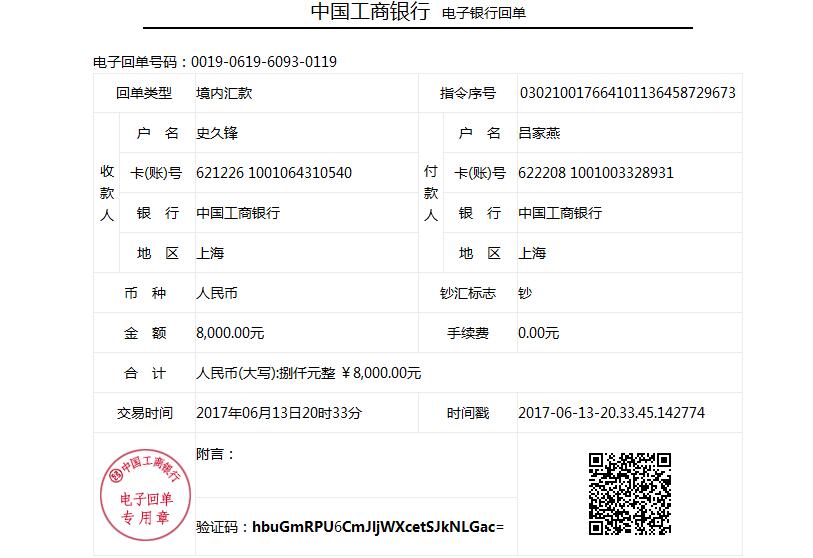 中国工商银行 电子银行回单
电子回单号码：0019-0619-6093-0119
回单类型 境内汇款 指令序号 030210017664101136458729673
收款人 户 名 史久锋 付款人 户 名 吕家燕
卡(账)号 621226 1001064310540 卡(账)号 622208 1001003328931
银 行 中国工商银行 银 行 中国工商银行
地 区 上海 地 区 上海
币 种 人民币 钞汇标志 钞
金 额 8,000.00元 手续费 0.00元
合 计 人民币(大写):捌仟元整 ￥8,000.00元
交易时间 2017年06月13日20时33分 时间戳 2017-06-13-20.33.45.142774
附言：
中国工商银行
电子回单
专用章
验证码：hbuGmRPU6CmJIjWXcetSJkNLGac=